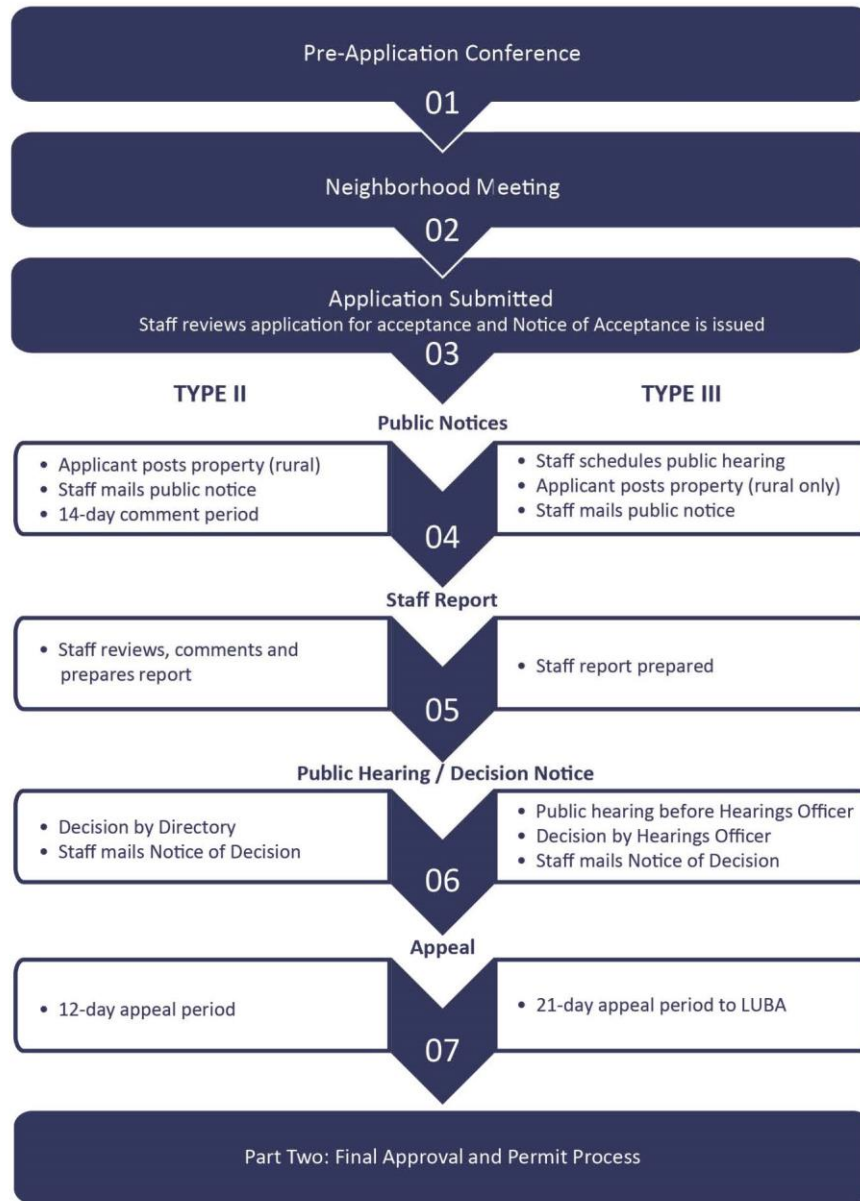 Pre-Application Conference
01
Neighborhood Meeting
02
Application Submitted
Staff reviews application for acceptance and Notice of Acceptance is issued
03
TYPE II
TYPE III
Public Notices
• Applicant posts property (rural)
• Staff mails public notice
• 14-day comment period
• Staff schedules public hearing
• Applicant posts property (rural only)
• Staff mails public notice
04
Staff Report
• Staff reviews, comments and
prepares report
• Staff report prepared
05
Public Hearing / Decision Notice
• Decision by Directory
• Staff mails Notice of Decision
• Public hearing before Hearings Officer
• Decision by Hearings Officer
• Staff mails Notice of Decision
06
Appeal
• 12-day appeal period
• 21-day appeal period to LUBA
07
Part Two: Final Approval and Permit Process